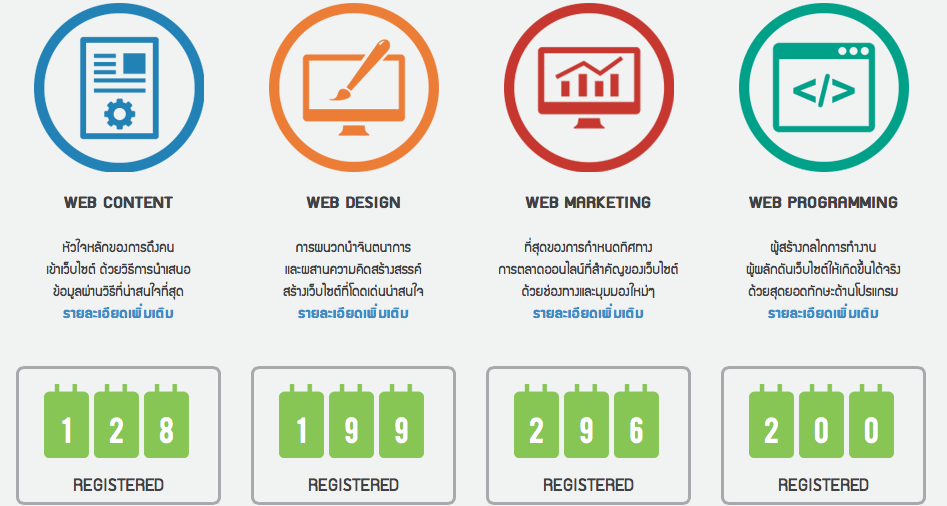 WEB CONTENT
หัวใจหลักของการดึงคน
เข้าเว็บไซต์ ด้วยวิธีการนำเสนอ
ข้อมูลผ่านวิธีที่น่าสนใจที่สุด
รายละเอียดเพิ่มเติม
128
REGISTERED
WEB DESIGN
การผนวกนำจินตนาการ
และผสานความคิดสร้างสรรค์
สร้างเว็บไซต์ที่โดดเด่นน่าสนใจ
รายละเอียดเพิ่มเติม
199
REGISTERED
WEB MARKETING
ที่สุดของการกำหนดทิศทาง
การตลาดออนไลน์ที่สำคัญของเว็บไซต์
ด้วยช่องทางและมุมมองใหม่ๆ
รายละเอียดเพิ่มเติม
296
REGISTERED
WEB PROGRAMMING
</>
ผู้สร้างกลไกการทำงาน
ผู้ผลักดันเว็บไซต์ให้เกิดขึ้นได้จริง
ด้วยสุดยอดทักษะด้านโปรแกรม
รายละเอียดเพิ่มเติม
200
REGISTERED